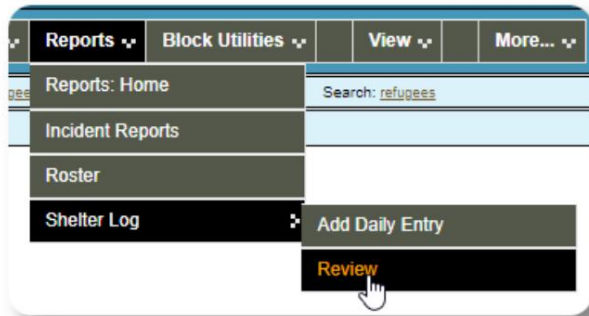 Reports
Block Utilities
View
More...
Reports: Home
Search: refugees
Incident Reports
Roster
Shelter Log
Add Daily Entry
Review